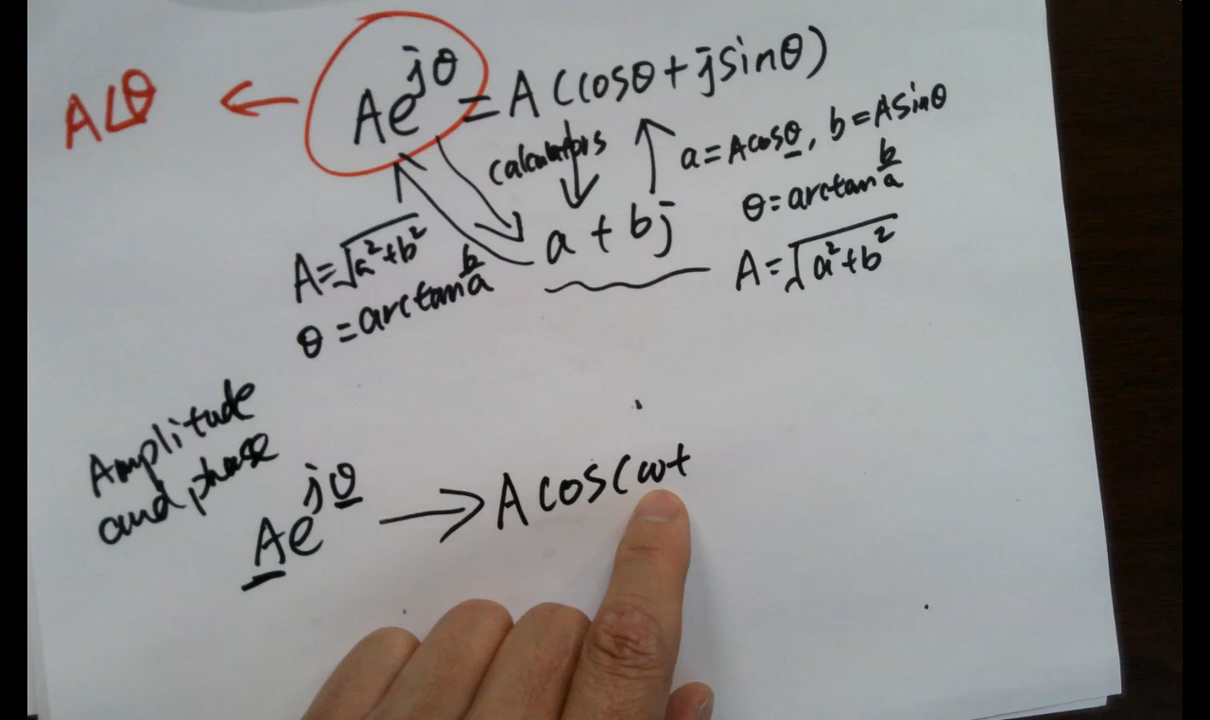 A∠θ ← Ae^{jθ} = A(cosθ + jsinθ)
calculators
a = Acosθ, b = Asinθ
a + bj
θ = arctan b/a
A = √(a² + b²)
A = √(a² + b²)
θ = arctan b/a
Amplitude
and phase
Ae^{jθ} → Acos(ωt